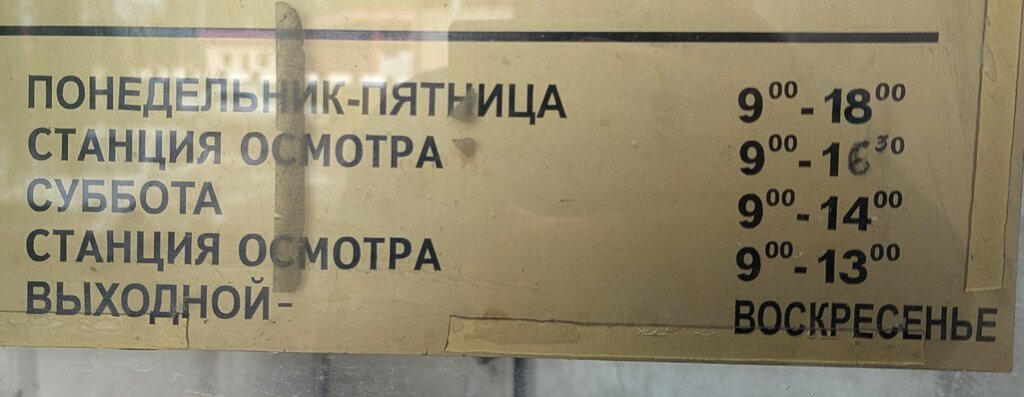 ПОНЕДЕЛЬНИК-ПЯТНИЦА 9⁰⁰-18⁰⁰
СТАНЦИЯ ОСМОТРА 9⁰⁰-16³⁰
СУББОТА 9⁰⁰-14⁰⁰
СТАНЦИЯ ОСМОТРА 9⁰⁰-13⁰⁰
ВЫХОДНОЙ- ВОСКРЕСЕНЬЕ